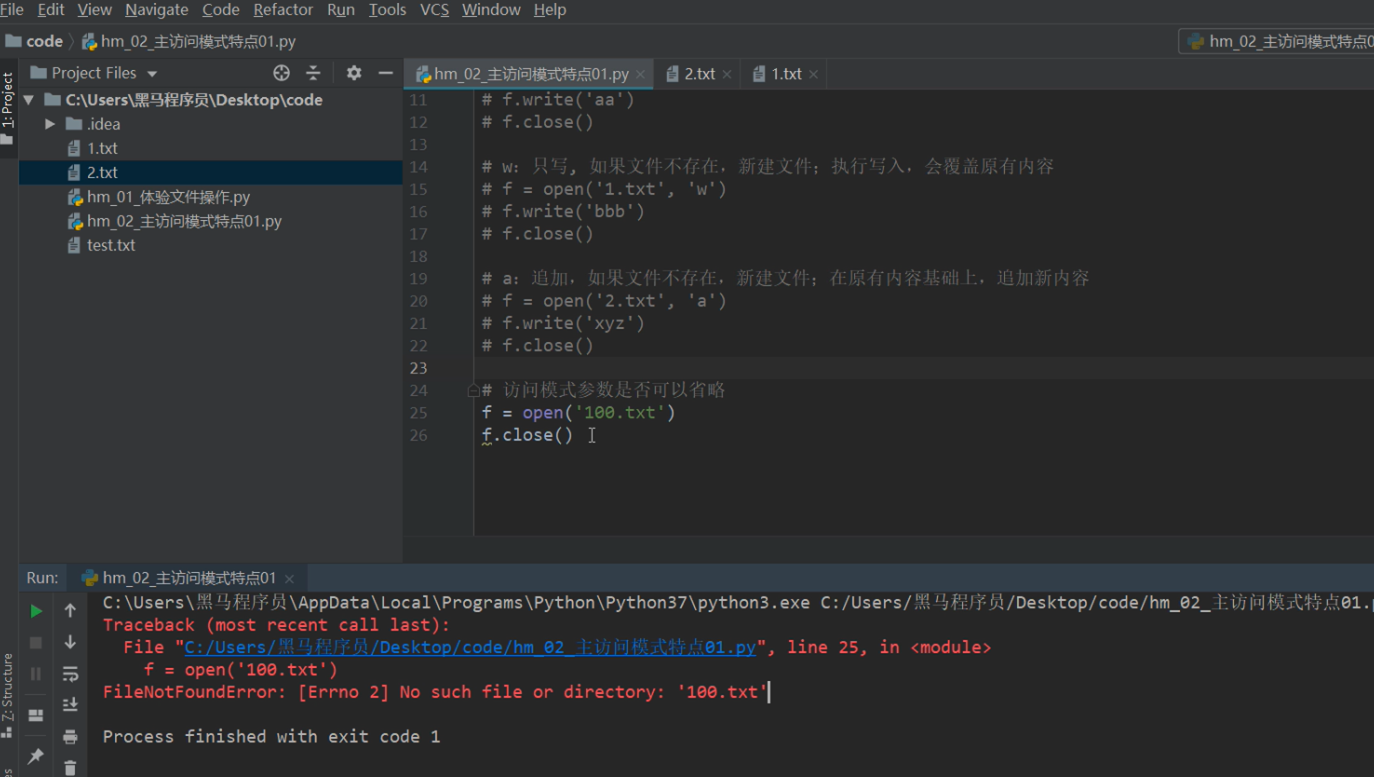 File Edit View Navigate Code Refactor Run Tools VCS Window Help
code hm_02_主访问模式特点01.py
hm_02_主访问模式特点0
1: Project
Project Files
hm_02_主访问模式特点01.py 2.txt 1.txt
C:\Users\黑马程序员\Desktop\code
.idea
1.txt
2.txt
hm_01_体验文件操作.py
hm_02_主访问模式特点01.py
test.txt
11 # f.write('aa')
12 # f.close()
13
14 # w: 只写, 如果文件不存在，新建文件；执行写入，会覆盖原有内容
15 # f = open('1.txt', 'w')
16 # f.write('bbb')
17 # f.close()
18
19 # a: 追加，如果文件不存在，新建文件；在原有内容基础上，追加新内容
20 # f = open('2.txt', 'a')
21 # f.write('xyz')
22 # f.close()
23
24 # 访问模式参数是否可以省略
25 f = open('100.txt')
26 f.close()
Run: hm_02_主访问模式特点01
C:\Users\黑马程序员\AppData\Local\Programs\Python\Python37\python3.exe C:/Users/黑马程序员/Desktop/code/hm_02_主访问模式特点01.
Traceback (most recent call last):
File "C:/Users/黑马程序员/Desktop/code/hm_02_主访问模式特点01.py", line 25, in <module>
f = open('100.txt')
FileNotFoundError: [Errno 2] No such file or directory: '100.txt'
Process finished with exit code 1
Z: Structure